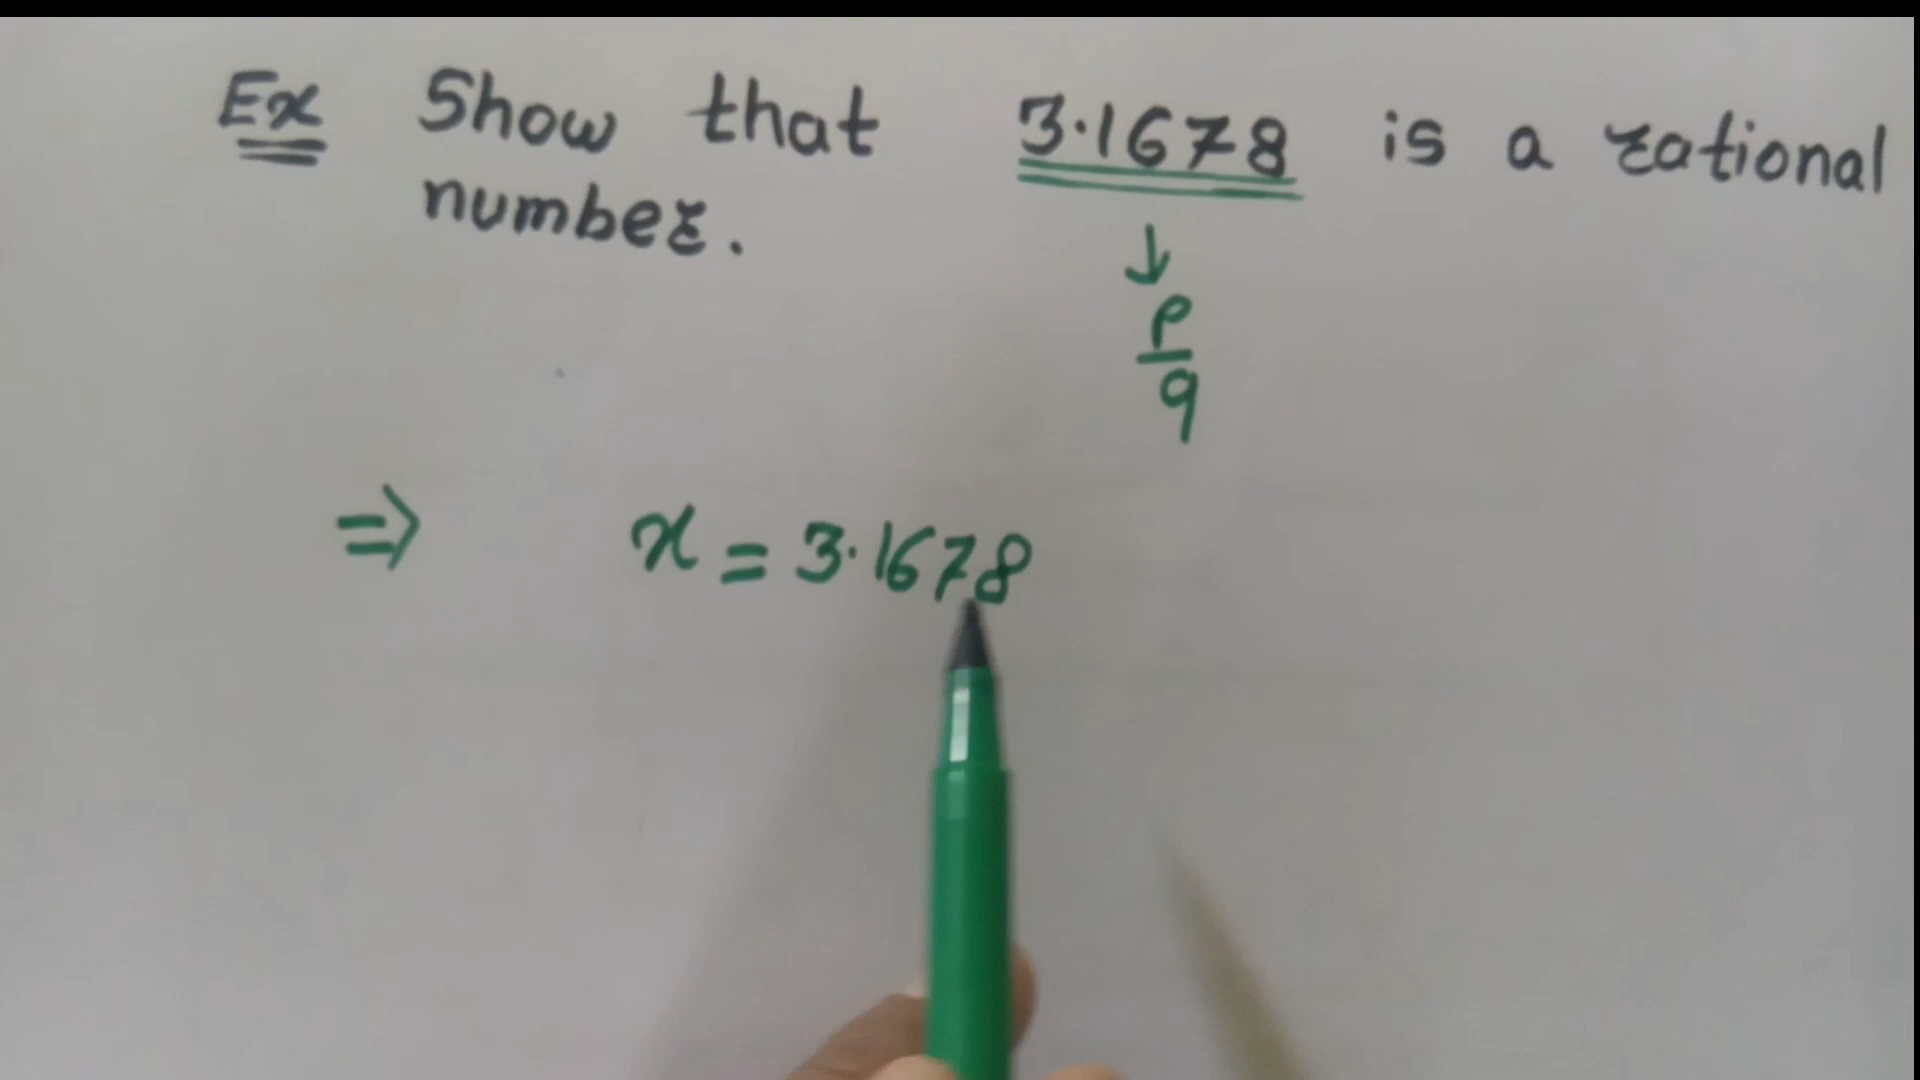 Ex Show that 3.1678 is a rational
number.
↓
p
q
⇒ x = 3.1678